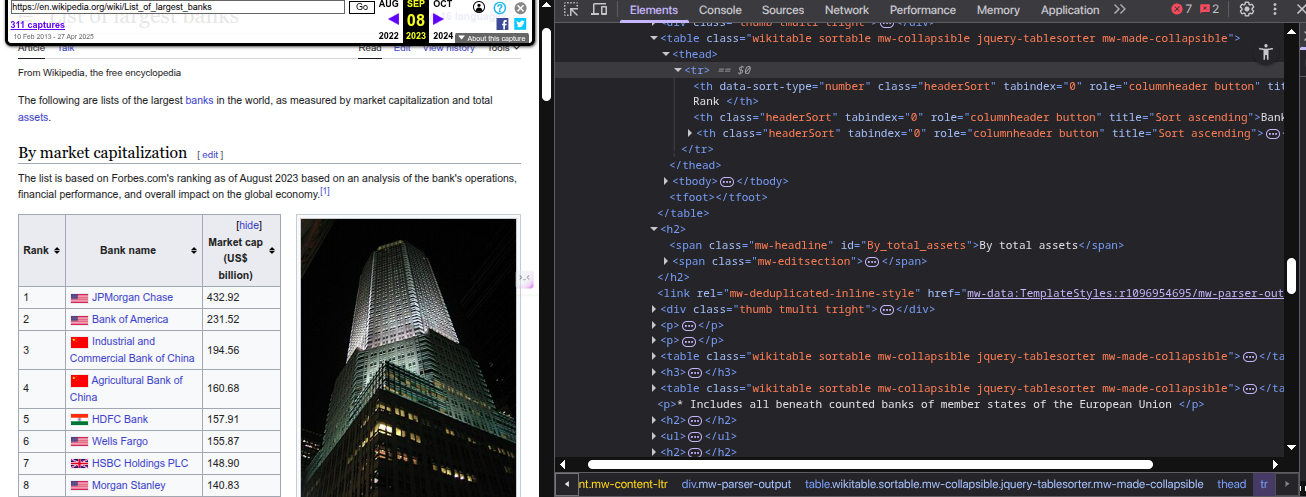 https://en.wikipedia.org/wiki/List_of_largest_banks Go AUG SEP OCT
08
311 captures
10 Feb 2013 - 27 Apr 2025
2022 2023 2024 About this capture
List of largest banks
Article Talk Read Edit View history Tools
From Wikipedia, the free encyclopedia
The following are lists of the largest banks in the world, as measured by market capitalization and total
assets.
By market capitalization [ edit ]
The list is based on Forbes.com's ranking as of August 2023 based on an analysis of the bank's operations,
financial performance, and overall impact on the global economy.[1]
[hide]
Rank Bank name Market cap
(US$
billion)
1 JPMorgan Chase 432.92
2 Bank of America 231.52
3 Industrial and
Commercial Bank of China 194.56
4 Agricultural Bank of
China 160.68
5 HDFC Bank 157.91
6 Wells Fargo 155.87
7 HSBC Holdings PLC 148.90
8 Morgan Stanley 140.83
Elements Console Sources Network Performance Memory Application >> 7 2
<table class="wikitable sortable mw-collapsible jquery-tablesorter mw-made-collapsible">
<thead>
<tr> == $0
<th data-sort-type="number" class="headerSort" tabindex="0" role="columnheader button" tit
Rank </th>
<th class="headerSort" tabindex="0" role="columnheader button" title="Sort ascending">Bank
<th class="headerSort" tabindex="0" role="columnheader button" title="Sort ascending">…
</tr>
</thead>
<tbody>…</tbody>
<tfoot></tfoot>
</table>
<h2>
<span class="mw-headline" id="By_total_assets">By total assets</span>
<span class="mw-editsection">…</span>
</h2>
<link rel="mw-deduplicated-inline-style" href="mw-data:TemplateStyles:r1096954695/mw-parser-out
<div class="thumb tmulti tright">…</div>
<p>…</p>
<p>…</p>
<table class="wikitable sortable mw-collapsible jquery-tablesorter mw-made-collapsible">…</ta
<h3>…</h3>
<table class="wikitable sortable mw-collapsible jquery-tablesorter mw-made-collapsible">…</ta
<p>* Includes all beneath counted banks of member states of the European Union </p>
<h2>…</h2>
<ul>…</ul>
<h2>…</h2>
nt.mw-content-ltr div.mw-parser-output table.wikitable.sortable.mw-collapsible.jquery-tablesorter.mw-made-collapsible thead tr